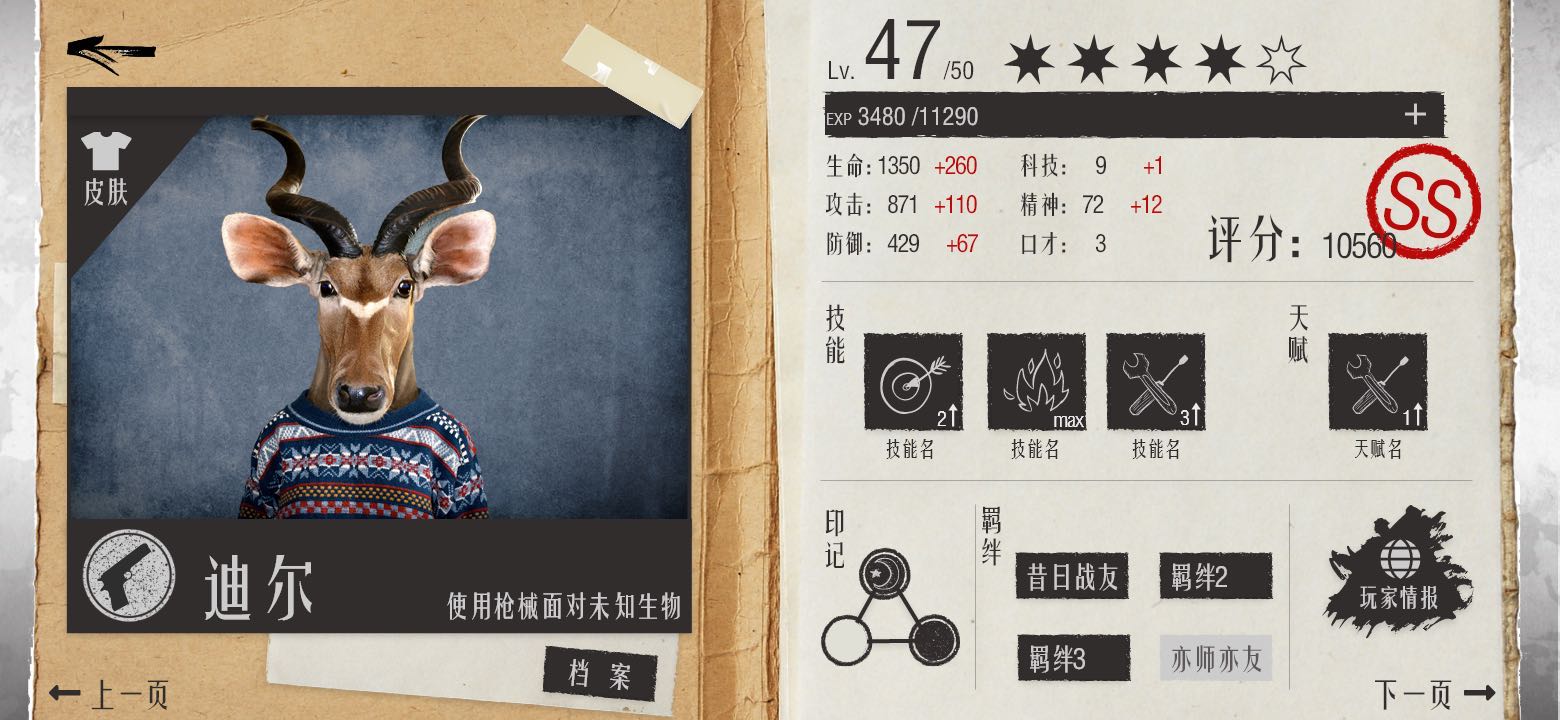 皮肤
迪尔
使用枪械面对未知生物
档案
上一页
Lv. 47/50
EXP 3480 /11290 +
生命: 1350 +260 科技: 9 +1
攻击: 871 +110 精神: 72 +12
防御: 429 +67 口才: 3
评分: 10560
SS
技能
2
技能名
max
技能名
3
技能名
天赋
1
天赋名
印记
羁绊
昔日战友
羁绊2
羁绊3
亦师亦友
玩家情报
下一页